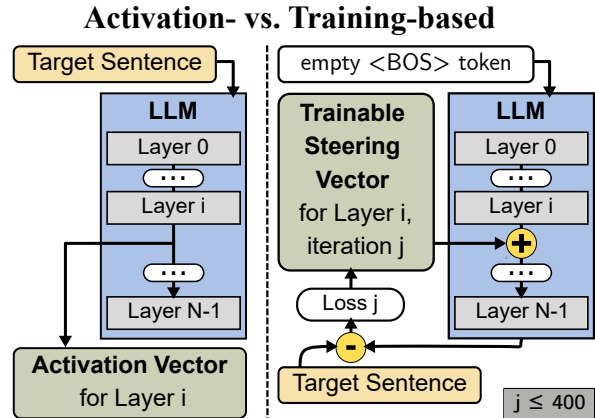 Activation- vs. Training-based
Target Sentence
LLM
Layer 0
...
Layer i
...
Layer N-1
Activation Vector
for Layer i
empty <BOS> token
Trainable
Steering
Vector
for Layer i,
iteration j
LLM
Layer 0
...
Layer i
+
...
Layer N-1
Loss j
-
Target Sentence
j ≤ 400